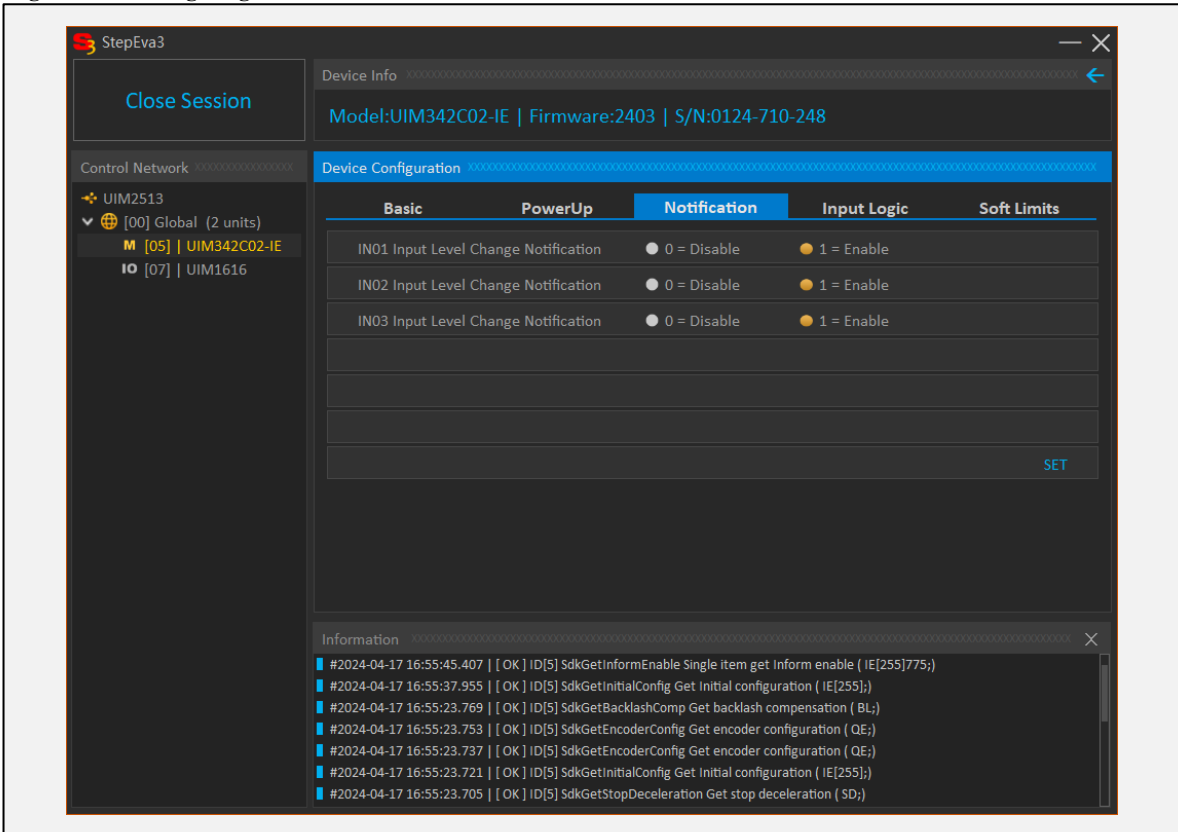 StepEva3
Close Session
Device Info
Model:UIM342C02-IE | Firmware:2403 | S/N:0124-710-248
Control Network
UIM2513
[00] Global (2 units)
M [05] | UIM342C02-IE
IO [07] | UIM1616
Device Configuration
Basic PowerUp Notification Input Logic Soft Limits
IN01 Input Level Change Notification 0 = Disable 1 = Enable
IN02 Input Level Change Notification 0 = Disable 1 = Enable
IN03 Input Level Change Notification 0 = Disable 1 = Enable
SET
Information
#2024-04-17 16:55:45.407 | [ OK ] ID[5] SdkGetInformEnable Single item get Inform enable ( IE[255]775;)
#2024-04-17 16:55:37.955 | [ OK ] ID[5] SdkGetInitialConfig Get Initial configuration ( IE[255];)
#2024-04-17 16:55:23.769 | [ OK ] ID[5] SdkGetBacklashComp Get backlash compensation ( BL;)
#2024-04-17 16:55:23.753 | [ OK ] ID[5] SdkGetEncoderConfig Get encoder configuration ( QE;)
#2024-04-17 16:55:23.737 | [ OK ] ID[5] SdkGetEncoderConfig Get encoder configuration ( QE;)
#2024-04-17 16:55:23.721 | [ OK ] ID[5] SdkGetInitialConfig Get Initial configuration ( IE[255];)
#2024-04-17 16:55:23.705 | [ OK ] ID[5] SdkGetStopDeceleration Get stop deceleration ( SD;)